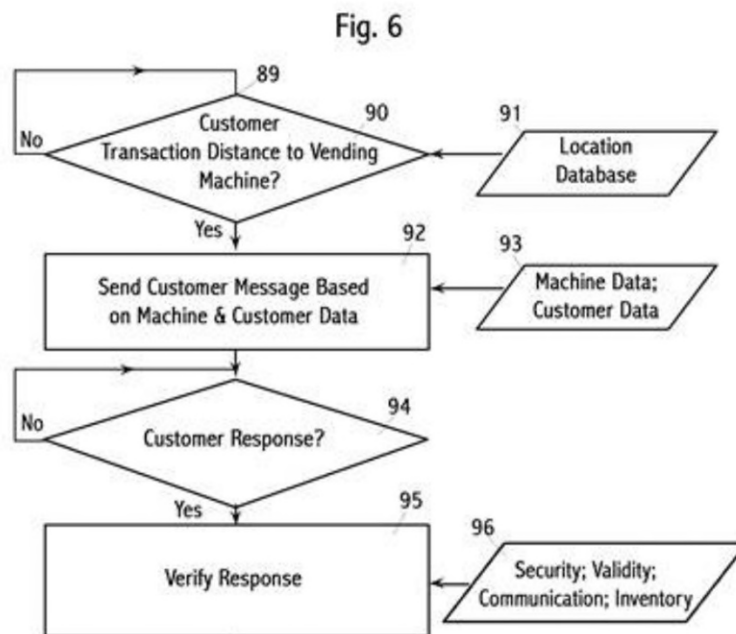 Fig. 6
89
90
Customer
Transaction Distance to Vending
Machine?
No
Yes
91
Location
Database
92
Send Customer Message Based
on Machine & Customer Data
93
Machine Data;
Customer Data
94
Customer Response?
No
Yes
95
Verify Response
96
Security; Validity;
Communication; Inventory